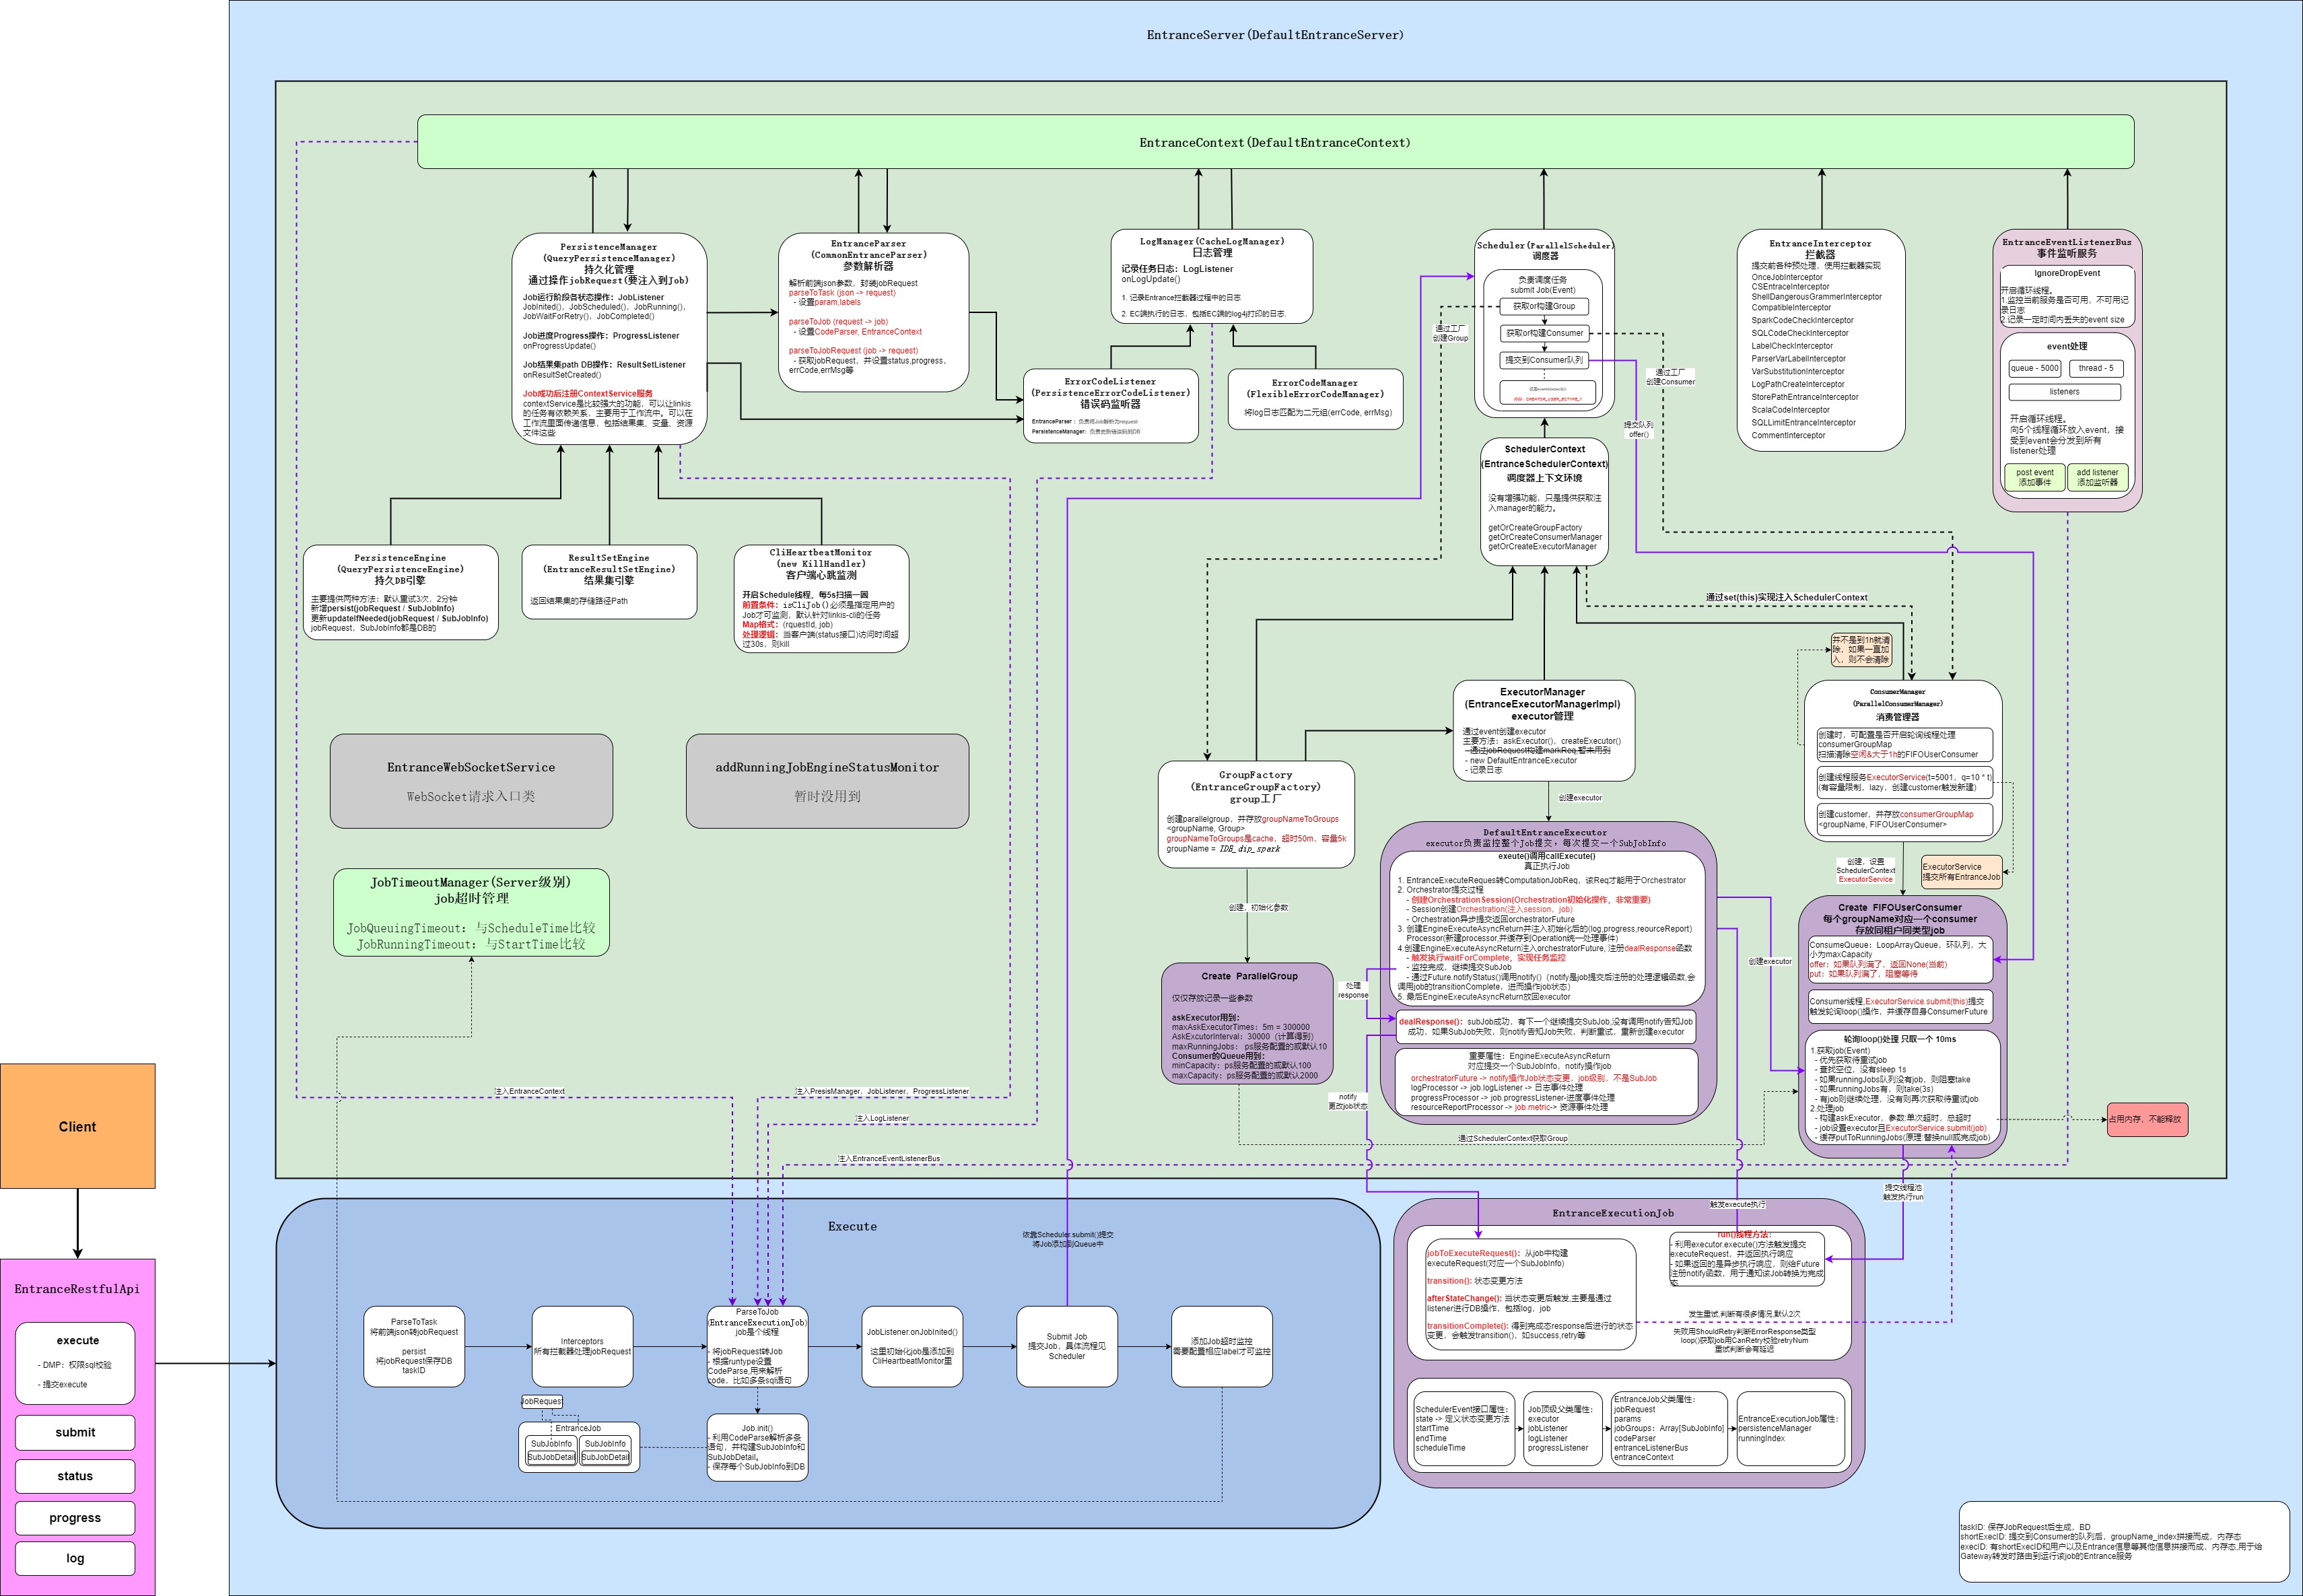 EntranceServer(DefaultEntranceServer)
EntranceContext(DefaultEntranceContext)
PersistenceManager
(QueryPersistenceManager)
持久化管理
通过操作jobRequest(要注入到Job)
Job运行阶段各状态操作：JobListener
JobInited(), JobScheduled(), JobRunning(),
JobWaitForRetry(), JobCompleted()
Job进度Progress操作：ProgressListener
onProgressUpdate()
Job结果集path DB操作：ResultSetListener
onResultSetCreated()
Job成功后注册ContextService服务
contextService是比较强大的功能，可以让linkis
的任务有依赖关系，主要用于工作流中。可以在
工作流里面传递信息，包括结果集、变量、资源
文件这些
EntranceParser
(CommonEntranceParser)
参数解析器
解析前端json参数，封装jobRequest
parseToTask (json -> request)
- 设置param,labels
parseToJob (request -> job)
- 设置CodeParser, EntranceContext
parseToJobRequest (job -> request)
- 获取jobRequest，并设置status,progress,
errCode,errMsg等
LogManager(CacheLogManager)
日志管理
记录任务日志：LogListener
onLogUpdate()
1. 记录Entrance拦截器过程中的日志
2. EC端执行的日志，包括EC端的log4j打印的日志.
ErrorCodeListener
(PersistenceErrorCodeListener)
错误码监听器
EntranceParser ：负责将Job解析为request
PersistenceManager：负责更新错误码到DB
ErrorCodeManager
(FlexibleErrorCodeManager)
将log日志匹配为二元组(errCode, errMsg)
Scheduler(ParallelScheduler)
调度器
负责调度任务
submit Job(Event)
获取or构建Group
获取or构建Consumer
提交到Consumer队列
通过工厂
创建Group
通过工厂
创建Consumer
提交队列
offer()
EntranceInterceptor
拦截器
提交前各种预处理，使用拦截器实现
OnceJobInterceptor
CSEntranceInterceptor
ShellDangerousGrammerInterceptor
CompatibleInterceptor
SparkCodeCheckInterceptor
SQLCodeCheckInterceptor
LabelCheckInterceptor
ParserVarLabelInterceptor
VarSubstitutionInterceptor
LogPathCreateInterceptor
StorePathEntranceInterceptor
ScalaCodeInterceptor
SQLLimitEntranceInterceptor
CommentInterceptor
EntranceEventListenerBus
事件监听服务
IgnoreDropEvent
开启循环线程。
1.监控当前服务是否可用，不可用记
录日志
2.记录一定时间内丢失的event size
event处理
queue - 5000
thread - 5
listeners
开启循环线程。
向5个线程循环放入event，接
受到event会分发到所有
listener处理
post event
添加事件
add listener
添加监听器
SchedulerContext
(EntranceSchedulerContext)
调度器上下文环境
没有增强功能，只是提供获取注
入manager的能力。
getOrCreateGroupFactory
getOrCreateConsumerManager
getOrCreateExecutorManager
通过set(this)实现注入SchedulerContext
PersistenceEngine
(QueryPersistenceEngine)
持久DB引擎
主要提供两种方法：默认重试3次，2分钟
新增persist(jobRequest / SubJobInfo)
更新updateIfNeeded(jobRequest / SubJobInfo)
jobRequest，SubJobInfo都是DB的
ResultSetEngine
(EntranceResultSetEngine)
结果集引擎
返回结果集的存储路径Path
CliHeartbeatMonitor
(new KillHandler)
客户端心跳监测
开启Schedule线程，每5s扫描一圆
前置条件：isCliJob()必须是指定用户的
Job才可监测，默认针对linkis-cli的任务
Map格式：(rquestId, job)
处理逻辑：当客户端(status接口)访问时间超
过30s，则kill
EntranceWebSocketService
WebSocket请求入口类
addRunningJobEngineStatusMonitor
暂时没用到
JobTimeoutManager(Server级别)
job超时管理
JobQueuingTimeout：与ScheduleTime比较
JobRunningTimeout：与StartTime比较
GroupFactory
(EntranceGroupFactory)
group工厂
创建parallelgroup，并存放groupNameToGroups
<groupName, Group>
groupNameToGroups是cache，超时50m，容量5k
groupName = IDE_dip_spark
创建，初始化参数
Create ParallelGroup
仅仅存放记录一些参数
askExecutor用到：
maxAskExecutorTimes：5m = 300000
AskExcutorInterval：30000（计算得到）
maxRunningJobs： ps服务配置的或默认10
Consumer的Queue用到：
minCapacity：ps服务配置的或默认100
maxCapacity：ps服务配置的或默认2000
ExecutorManager
(EntranceExecutorManagerImpl)
executor管理
通过event创建executor
主要方法：askExecutor()，createExecutor()
- 通过jobRequest构建markReq,暂未用到
- new DefaultEntranceExecutor
- 记录日志
创建executor
DefaultEntranceExecutor
executor负责监控整个Job提交，每次提交一个SubJobInfo
exeute()调用callExecute()
真正执行Job
1. EntranceExecuteReques转ComputationJobReq，该Req才能用于Orchestrator
2. Orchestrator提交过程
- 创建OrchestrationSession(Orchestration初始化操作，非常重要)
- Session创建Orchestration(注入session，job)
- Orchestration异步提交返回orchestratorFuture
3. 创建EngineExecuteAsyncReturn并注入初始化后的(log,progress,reourceReport)
Processor(新建processor,并缓存到Operation统一处理事件)
4.创建EngineExecuteAsyncReturn注入orchestratorFuture, 注册dealResponse函数
- 触发执行waitForComplete，实现任务监控
- 监控完成，继续提交SubJob
- 通过Future.notifyStatus()调用notify()（notify是job提交后注册的处理逻辑函数,会
调用job的transitionComplete，进而操作job状态）
5. 最后EngineExecuteAsyncReturn放回executor
处理
response
dealResponse()：subJob成功，有下一个继续提交SubJob,没有调用notify告知Job
成功，如果SubJob失败，则notify告知Job失败，判断重试，重新创建executor
重要属性：EngineExecuteAsyncReturn
对应提交一个SubJobInfo，notify操作job
orchestratorFuture -> notify操作Job状态变更，job级别，不是SubJob
logProcessor -> job.logListener -> 日志事件处理
progressProcessor -> job.progressListener-进度事件处理
resourceReportProcessor -> job.metric-> 资源事件处理
notify
更改job状态
创建executor
并不是到1h就清
除，如果一直加
入，则不会清除
ConsumerManager
(ParallelConsumerManager)
消费管理器
创建时，可配置是否开启轮询线程处理
consumerGroupMap
扫描清除空闲&大于1h的FIFOUserConsumer
创建线程服务ExecutorService(t=5001，q=10 * t)
(有容量限制，lazy，创建customer触发新建)
创建customer，并存放consumerGroupMap
<groupName, FIFOUserConsumer>
创建，设置
SchedulerContext
ExecutorService
ExecutorService
提交所有EntranceJob
Create FIFOUserConsumer
每个groupName对应一个consumer
存放同租户同类型job
ConsumeQueue：LoopArrayQueue，环队列，大
小为maxCapacity
offer：如果队列满了，返回None(当前)
put：如果队列满了，阻塞等待
Consumer线程,ExecutorService.submit(this)提交
触发轮询loop()操作，并缓存自身ConsumerFuture
轮询loop()处理 只取一个 10ms
1.获取job(Event)
- 优先获取待重试job
- 查找空位，没有sleep 1s
- 如果runningJobs队列没有job，则阻塞take
- 如果runningJobs有，则take(3s)
- 有job则继续处理，没有则再次获取待重试job
2.处理job
- 构建askExecutor，参数:单次超时，总超时
- job设置executor且ExecutorService.submit(job)
- 缓存putToRunningJobs(原理:替换null或完成job)
占用内存，不能释放
通过SchedulerContext获取Group
注入EntranceContext
注入PresisManager，JobListener，ProgressListener
注入LogListener
注入EntranceEventListenerBus
提交线程池
触发执行run
Client
EntranceRestfulApi
execute
- DMP：权限sql校验
- 提交execute
submit
status
progress
log
Execute
依靠Scheduler.submit()提交
将Job添加到Queue中
ParseToTask
将前端json转jobRequest
persist
将jobRequest保存DB
taskID
Interceptors
所有拦截器处理jobRequest
ParseToJob
(EntranceExecutionJob)
job是个线程
- 将jobRequest转Job
- 根据runtype设置
CodeParse,用来解析
code，比如多条sql语句
JobListener.onJobInited()
这里初始化job是添加到
CliHeartbeatMonitor里
Submit Job
提交Job，具体流程见
Scheduler
添加Job超时监控
需要配置相应label才可监控
JobRequest
EntranceJob
SubJobInfo
SubJobDetail
SubJobInfo
SubJobDetail
Job.init()
- 利用CodeParse解析多条
语句，并构建SubJobInfo和
SubJobDetail。
- 保存每个SubJobInfo到DB
触发execute执行
EntranceExecutionJob
jobToExecuteRequest()：从job中构建
executeRequest(对应一个SubJobInfo)
transition(): 状态变更方法
afterStateChange(): 当状态变更后触发,主要是通过
listener进行DB操作，包括log，job
transitionComplete: 得到完成态response后进行的状态
变更，会触发transition()，如success,retry等
run()线程方法：
- 利用executor.execute()方法触发提交
executeRequest，并返回执行响应
- 如果返回的是异步执行响应，则给Future
注册notify函数，用于通知该Job转换为完成
态
发生重试,判断有很多情况,默认2次
失败用ShouldRetry判断ErrorResponse类型
loop()获取job用CanRetry校验retryNum
重试判断会有延迟
SchedulerEvent接口属性：
state -> 定义状态变更方法
startTime
endTime
scheduleTime
Job顶级父类属性：
executor
jobListener
logListener
progressListener
EntranceJob父类属性：
jobRequest
params
jobGroups：Array[SubJobInfo]
codeParser
entranceListenerBus
entranceContext
EntranceExecutionJob属性：
persistenceManager
runningIndex
taskID: 保存JobRequest后生成，BD
shortExecID: 提交到Consumer的队列后，groupName_index拼接而成，内存态
execID: 有shortExecID和用户以及Entrance信息等其他信息拼接而成，内存态,用于给
Gateway转发时路由到运行该job的Entrance服务